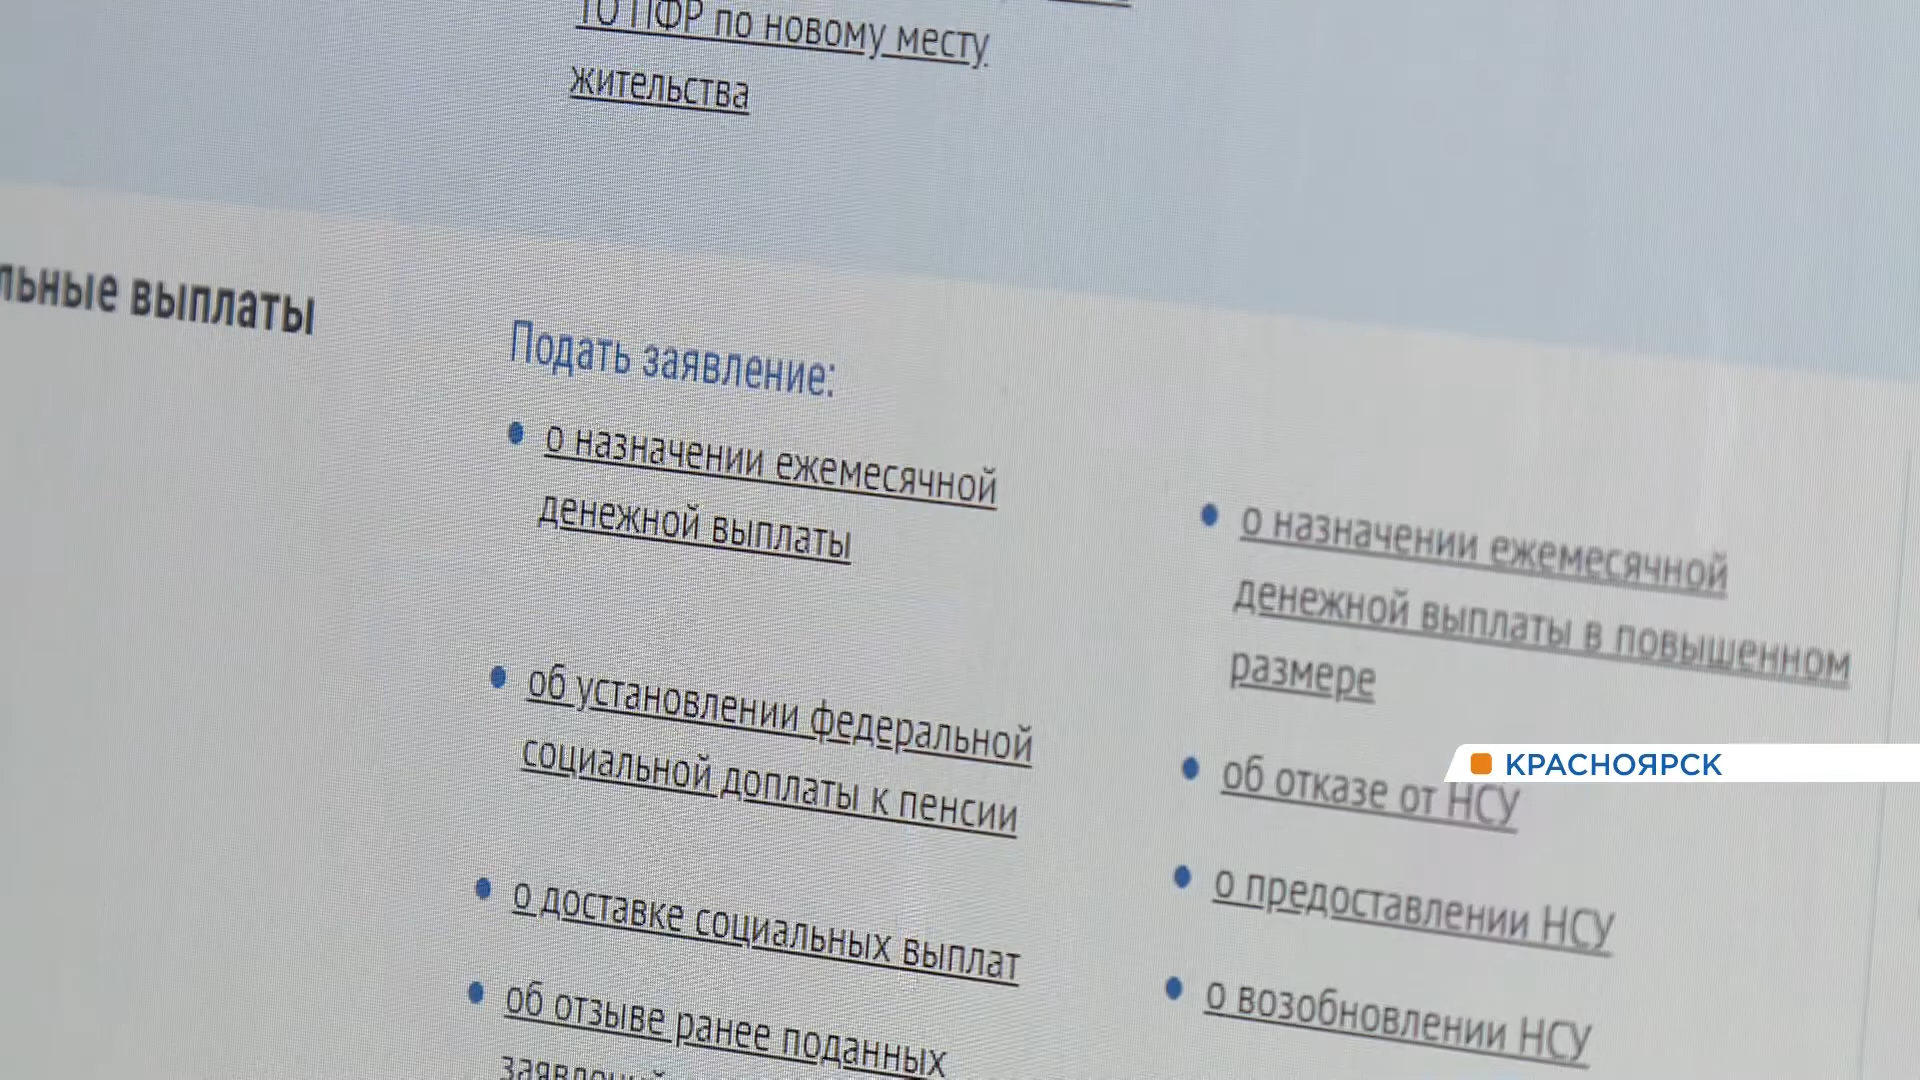 ТО ПФР по новому месту
жительства
льные выплаты
Подать заявление:
о назначении ежемесячной
денежной выплаты
об установлении федеральной
социальной доплаты к пенсии
о доставке социальных выплат
об отзыве ранее поданных
о назначении ежемесячной
денежной выплаты в повышенном
размере
об отказе от НСУ
о предоставлении НСУ
о возобновлении НСУ
КРАСНОЯРСК